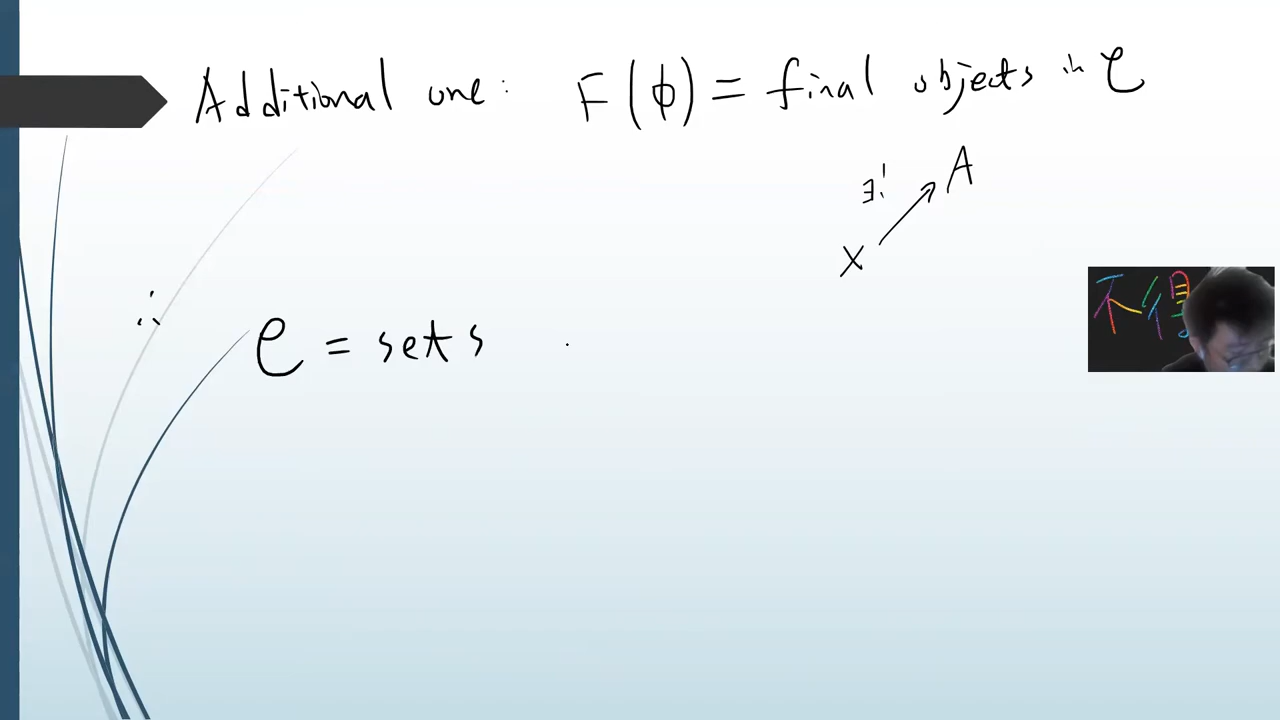 Additional one: F(ϕ) = final objects in C
∃! A
X
∴ C = sets
不得